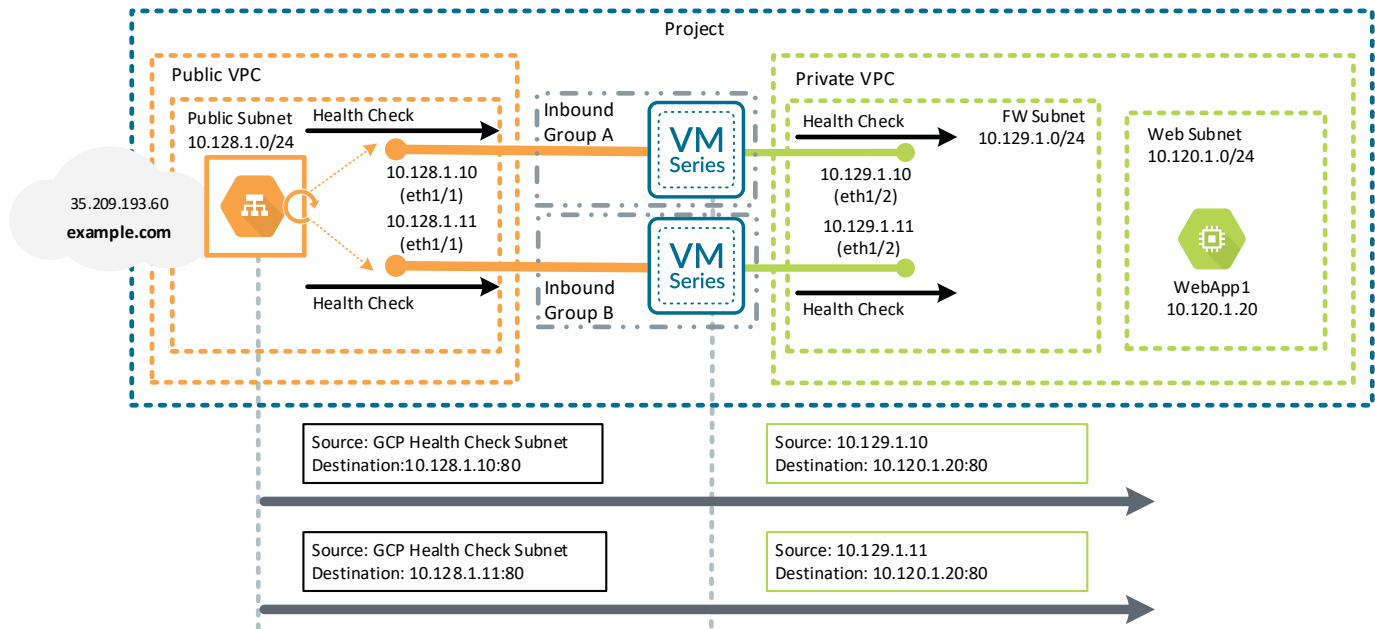 Project
Public VPC
Public Subnet
10.128.1.0/24
Health Check
35.209.193.60
example.com
10.128.1.10
(eth1/1)
10.128.1.11
(eth1/1)
Health Check
Inbound
Group A
VM
Series
Inbound
Group B
VM
Series
Private VPC
Health Check
FW Subnet
10.129.1.0/24
10.129.1.10
(eth1/2)
10.129.1.11
(eth1/2)
Health Check
Web Subnet
10.120.1.0/24
WebApp1
10.120.1.20
Source: GCP Health Check Subnet
Destination:10.128.1.10:80
Source: 10.129.1.10
Destination: 10.120.1.20:80
Source: GCP Health Check Subnet
Destination: 10.128.1.11:80
Source: 10.129.1.11
Destination: 10.120.1.20:80